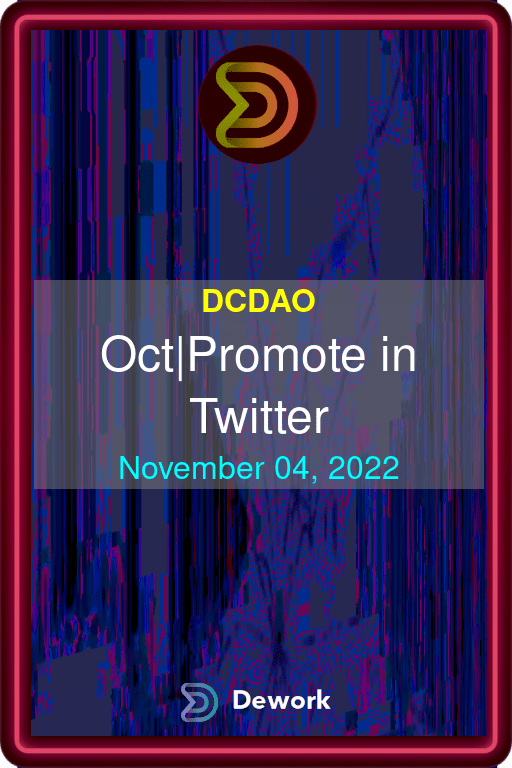 DCDAO
Oct|Promote in
Twitter
November 04, 2022
Dework